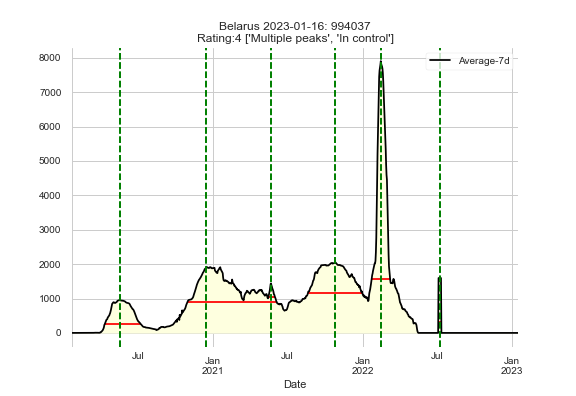 Belarus 2023-01-16: 994037
Rating:4 ['Multiple peaks', 'In control']
Average-7d
8000
7000
6000
5000
4000
3000
2000
1000
0
Jul
Jan
2021
Jul
Jan
2022
Jul
Jan
2023
Date